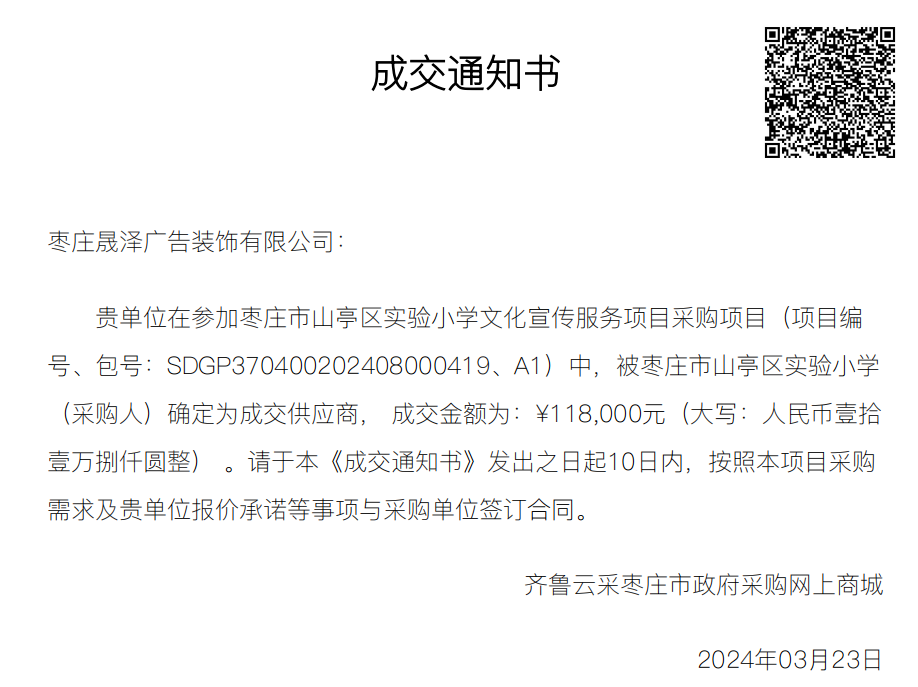 成交通知书
枣庄晟泽广告装饰有限公司：
贵单位在参加枣庄市山亭区实验小学文化宣传服务项目采购项目（项目编
号、包号：SDGP370400202408000419、A1）中，被枣庄市山亭区实验小学
（采购人）确定为成交供应商， 成交金额为：¥118,000元（大写：人民币壹拾
壹万捌仟圆整） 。请于本《成交通知书》发出之日起10日内，按照本项目采购
需求及贵单位报价承诺等事项与采购单位签订合同。
齐鲁云采枣庄市政府采购网上商城
2024年03月23日